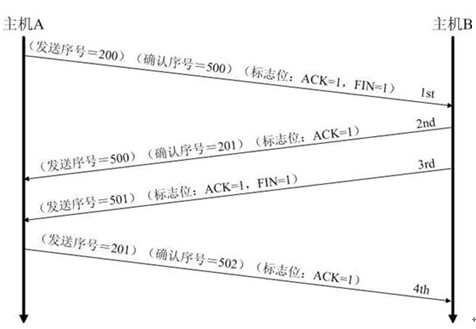 主机A
主机B
(发送序号=200)(确认序号=500)(标志位:ACK=1,FIN=1)
1st
2nd
(发送序号=500)(确认序号=201)(标志位:ACK=1)
3rd
(发送序号=501)(标志位:ACK=1,FIN=1)
(发送序号=201)(确认序号=502)(标志位:ACK=1)
4th